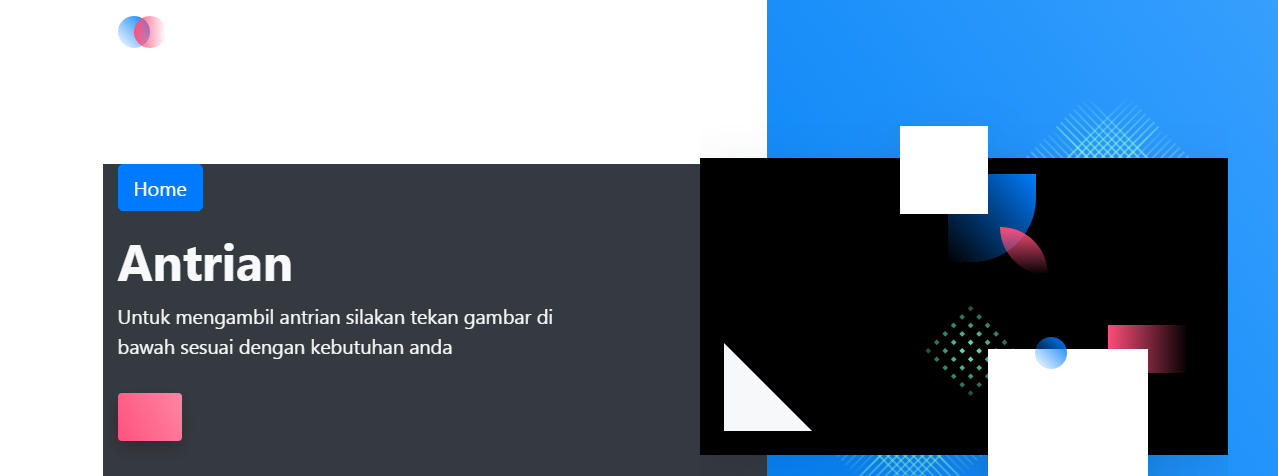 Home
Antrian
Untuk mengambil antrian silakan tekan gambar di
bawah sesuai dengan kebutuhan anda